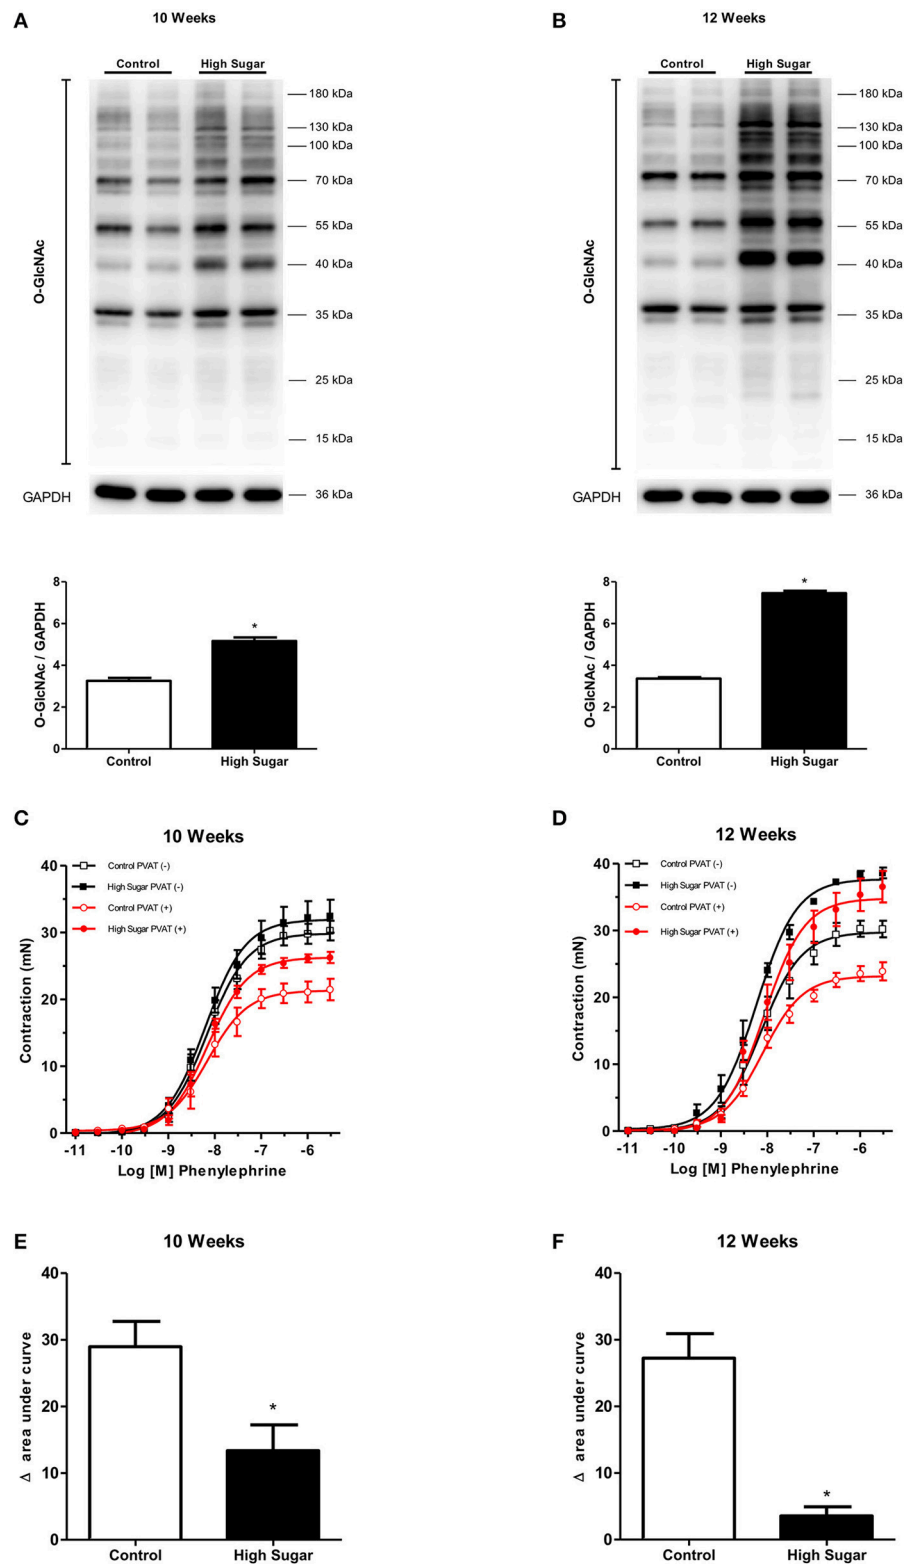 A
10 Weeks
Control
High Sugar
O-GlcNAc
180 kDa
130 kDa
100 kDa
70 kDa
55 kDa
40 kDa
35 kDa
25 kDa
15 kDa
GAPDH
36 kDa
O-GlcNAc / GAPDH
8
6
4
2
0
*
Control
High Sugar
B
12 Weeks
Control
High Sugar
O-GlcNAc
180 kDa
130 kDa
100 kDa
70 kDa
55 kDa
40 kDa
35 kDa
25 kDa
15 kDa
GAPDH
36 kDa
O-GlcNAc / GAPDH
8
6
4
2
0
*
Control
High Sugar
C
10 Weeks
Control PVAT (-)
High Sugar PVAT (-)
Control PVAT (+)
High Sugar PVAT (+)
Contraction (mN)
40
30
20
10
0
-11 -10 -9 -8 -7 -6
Log [M] Phenylephrine
D
12 Weeks
Control PVAT (-)
High Sugar PVAT (-)
Control PVAT (+)
High Sugar PVAT (+)
Contraction (mN)
40
30
20
10
0
-11 -10 -9 -8 -7 -6
Log [M] Phenylephrine
E
10 Weeks
Δ area under curve
40
30
20
10
0
*
Control
High Sugar
F
12 Weeks
Δ area under curve
40
30
20
10
0
*
Control
High Sugar